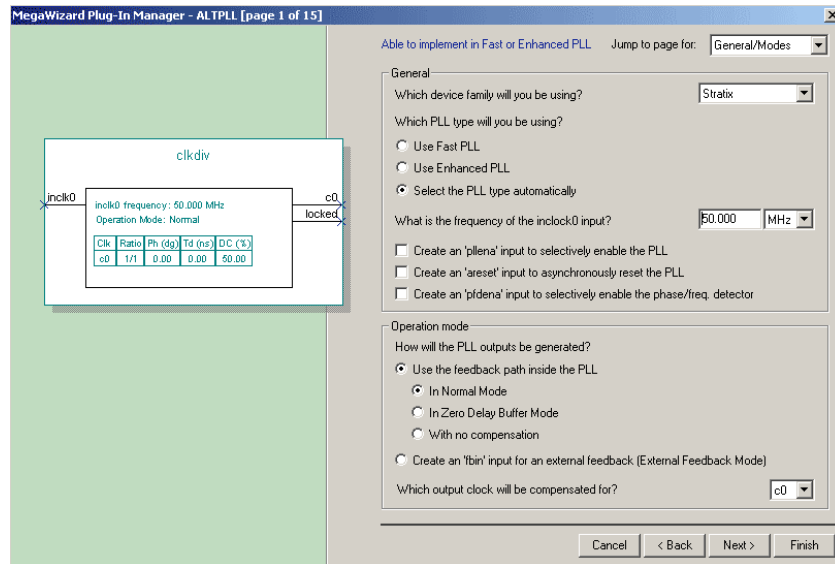 MegaWizard Plug-In Manager - ALTPLL [page 1 of 15]
Able to implement in Fast or Enhanced PLL Jump to page for: General/Modes
General
Which device family will you be using? Stratix
Which PLL type will you be using?
Use Fast PLL
Use Enhanced PLL
Select the PLL type automatically
What is the frequency of the inclock0 input? 50.000 MHz
Create an 'pllena' input to selectively enable the PLL
Create an 'areset' input to asynchronously reset the PLL
Create an 'pfdena' input to selectively enable the phase/freq. detector
Operation mode
How will the PLL outputs be generated?
Use the feedback path inside the PLL
In Normal Mode
In Zero Delay Buffer Mode
With no compensation
Create an 'fbin' input for an external feedback (External Feedback Mode)
Which output clock will be compensated for? c0
clkdiv
inclk0
c0
locked
inclk0 frequency: 50.000 MHz
Operation Mode: Normal
Clk Ratio Ph (dg) Td (ns) DC (%)
c0 1/1 0.00 0.00 50.00
Cancel < Back Next > Finish